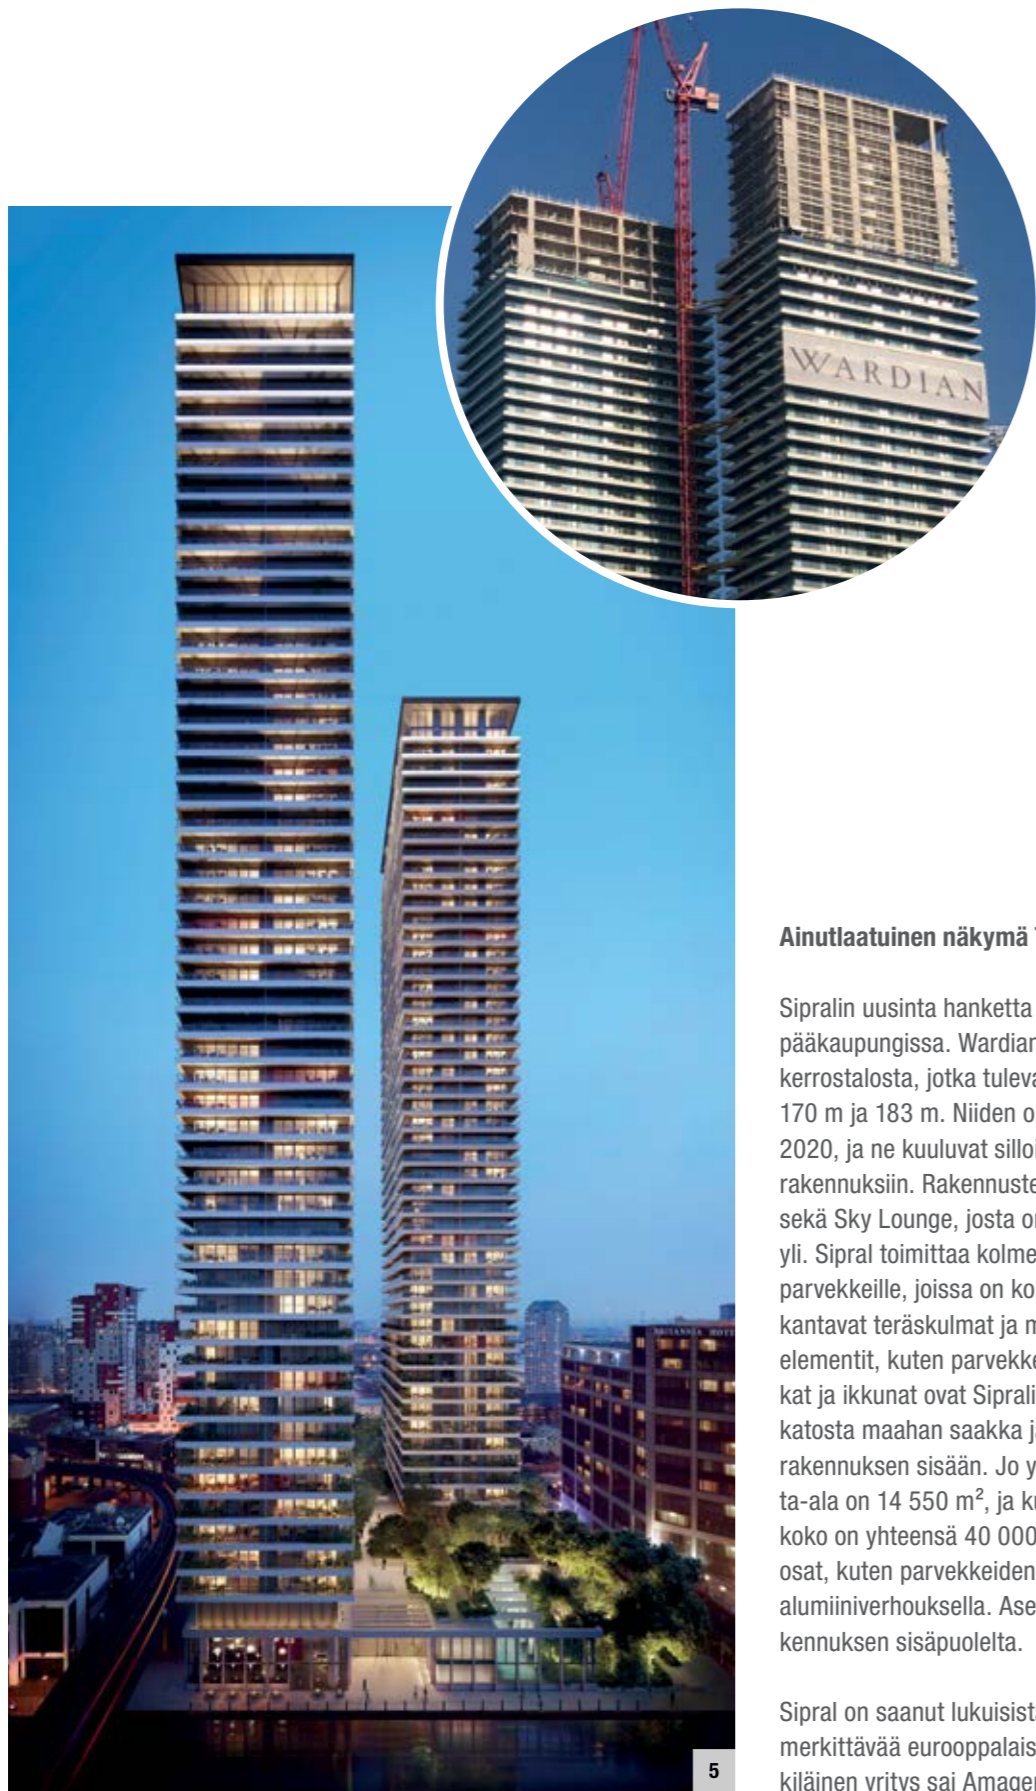 WARDIAN
BRITANNIA HOTEL
5
Ainutlaatuinen näkymä
Sipralin uusinta hanketta
pääkaupungissa. Wardian
kerrostalosta, jotka tuleva
170 m ja 183 m. Niiden o
2020, ja ne kuuluvat silloi
rakennuksiin. Rakennuste
sekä Sky Lounge, josta on
yli. Sipral toimittaa kolme
parvekkeille, joissa on ko
kantavat teräskulmat ja m
elementit, kuten parvekke
kat ja ikkunat ovat Siprali
katosta maahan saakka ja
rakennuksen sisään. Jo y
ta-ala on 14 550 m², ja ku
koko on yhteensä 40 000
osat, kuten parvekkeiden
alumiiniverhouksella. Ase
kennuksen sisäpuolelta.
Sipral on saanut lukuisist
merkittävää eurooppalais
kiläinen yritys sai Amager